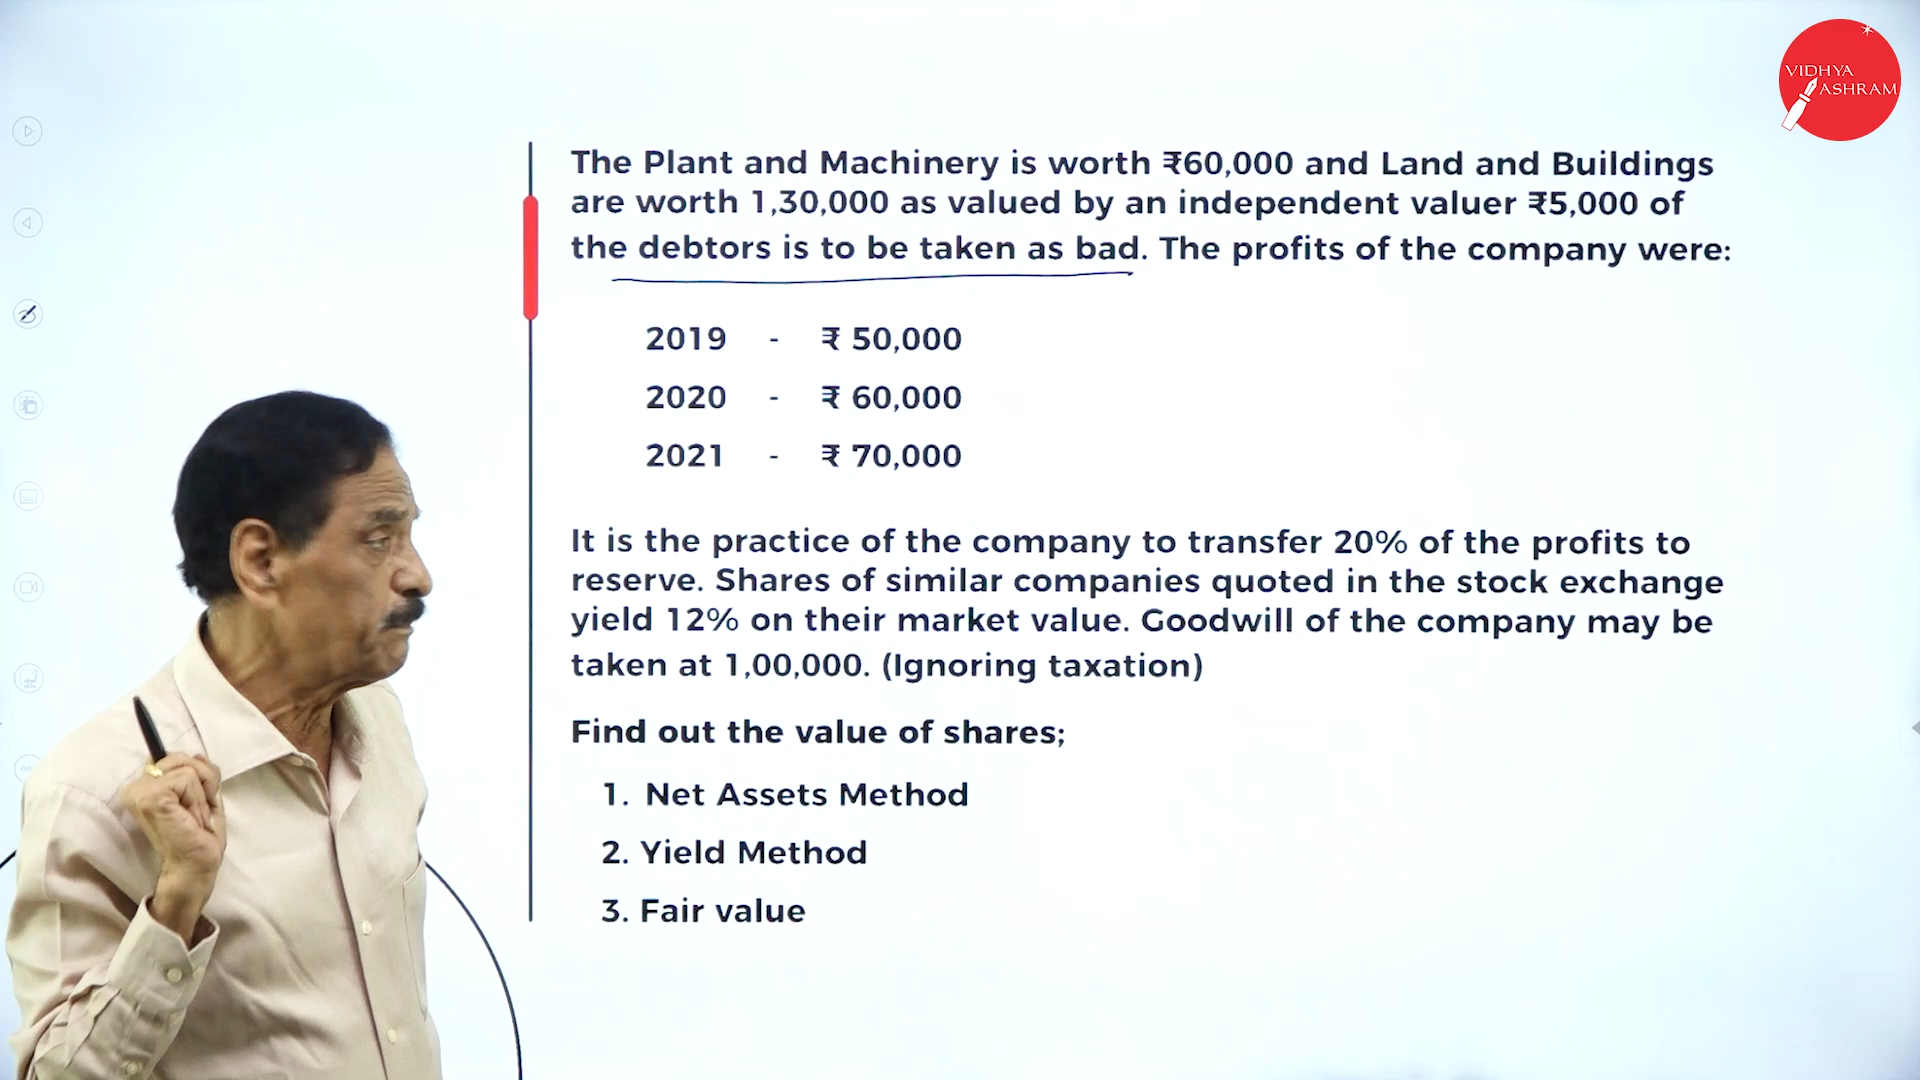 VIDHYA
ASHRAM
The Plant and Machinery is worth ₹60,000 and Land and Buildings
are worth 1,30,000 as valued by an independent valuer ₹5,000 of
the debtors is to be taken as bad. The profits of the company were:
2019 - ₹ 50,000
2020 - ₹ 60,000
2021 - ₹ 70,000
It is the practice of the company to transfer 20% of the profits to
reserve. Shares of similar companies quoted in the stock exchange
yield 12% on their market value. Goodwill of the company may be
taken at 1,00,000. (Ignoring taxation)
Find out the value of shares;
1. Net Assets Method
2. Yield Method
3. Fair value